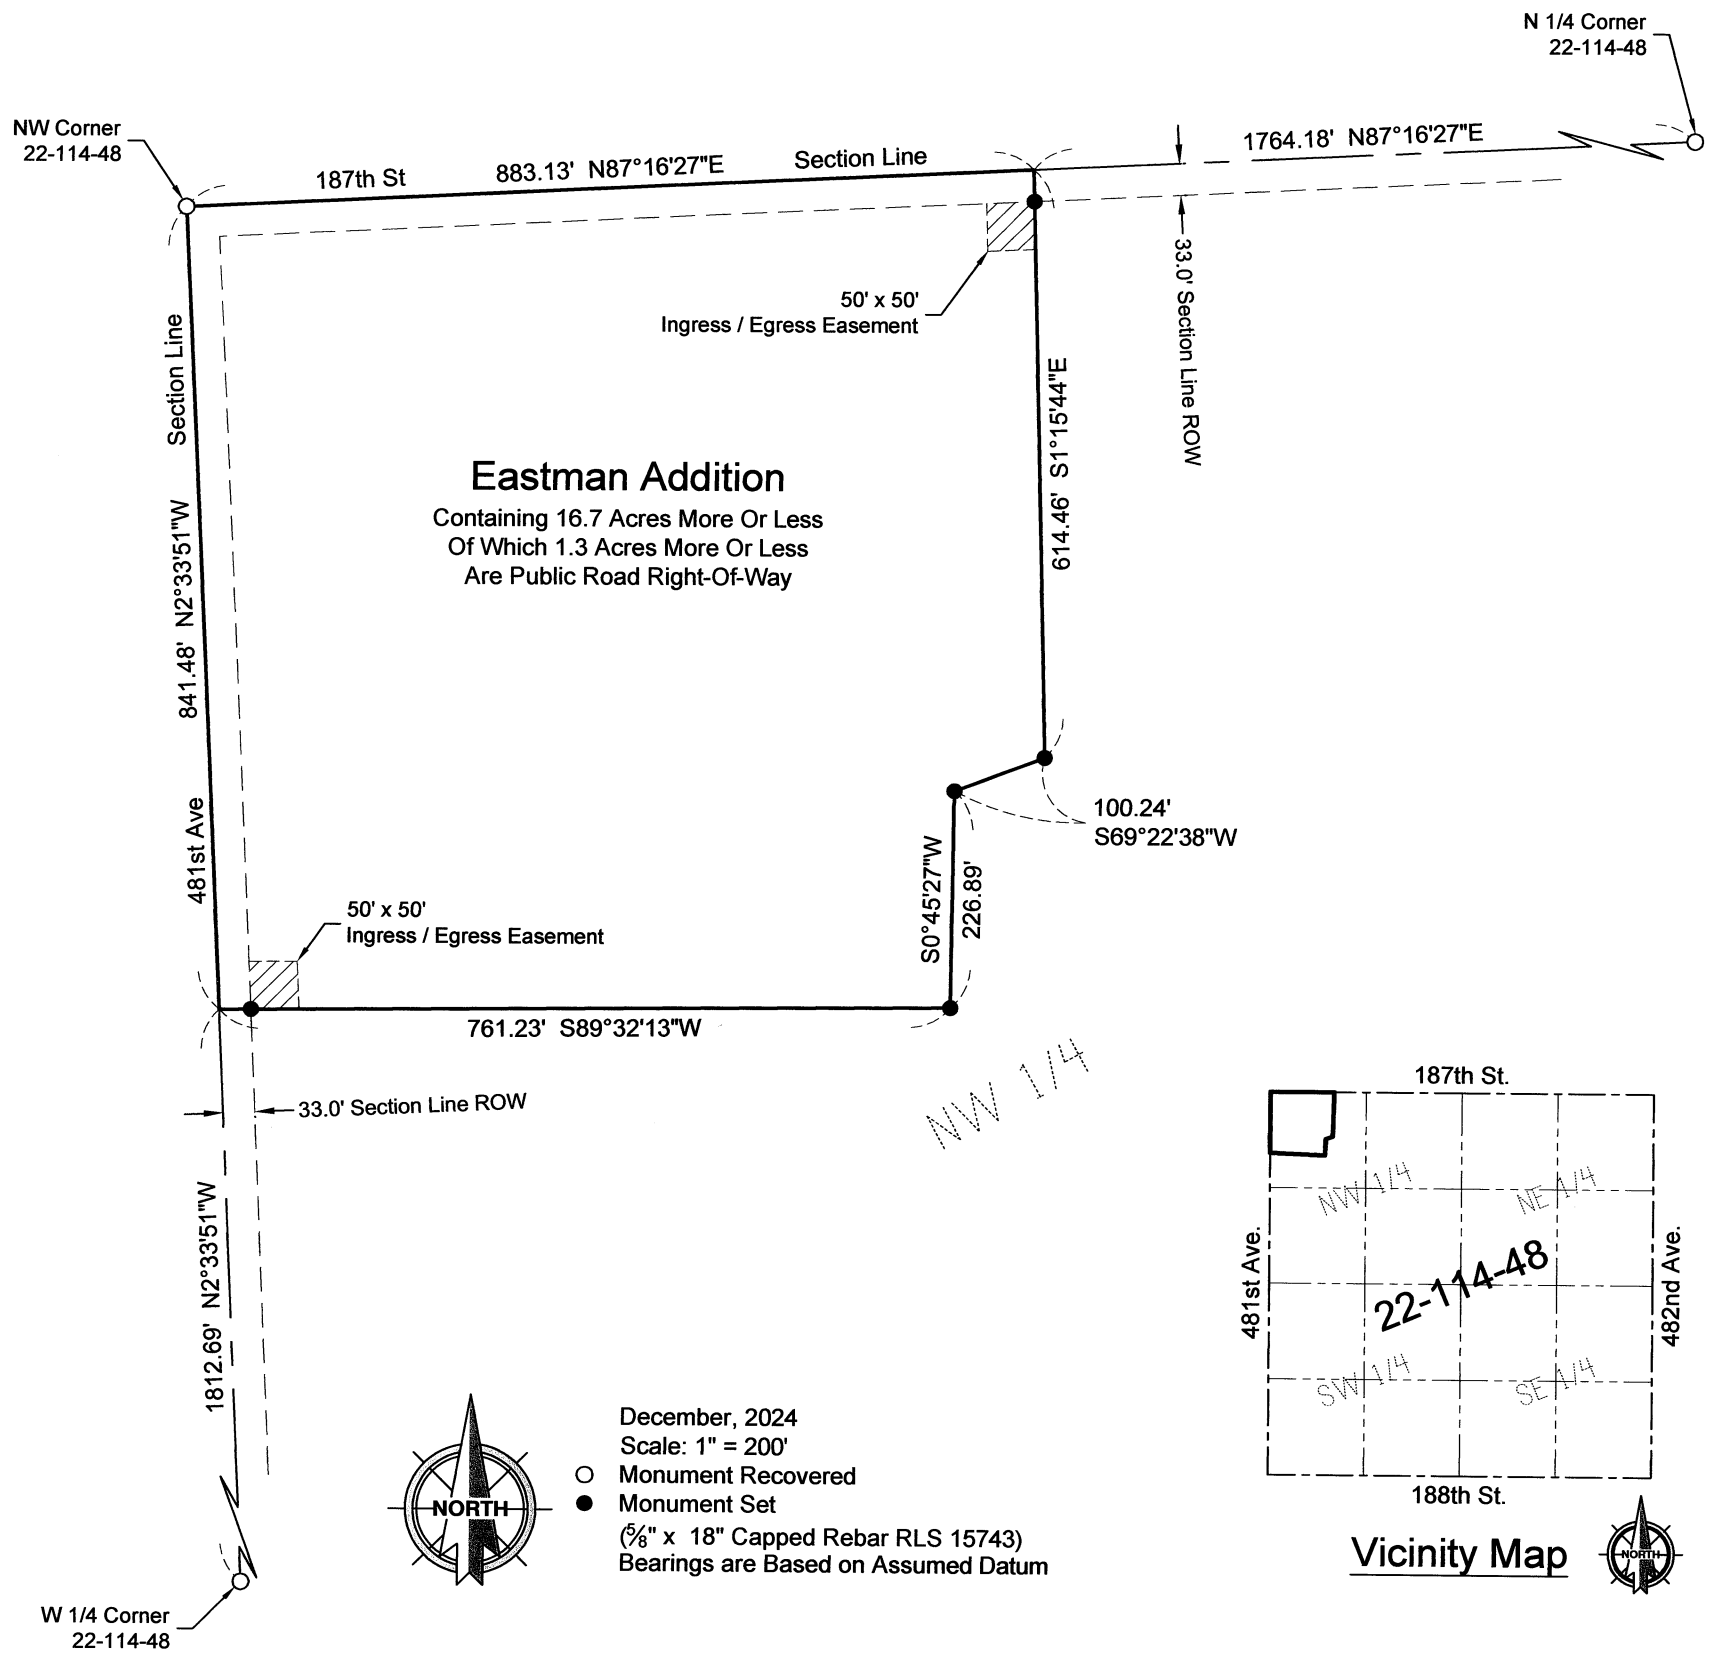 N 1/4 Corner
22-114-48
NW Corner
22-114-48
1764.18'  N87°16'27"E
187th St
883.13'  N87°16'27"E
Section Line
33.0' Section Line ROW
50' x 50'
Ingress / Egress Easement
Section Line
614.46'  S1°15'44"E
Eastman Addition
Containing 16.7 Acres More Or Less
Of Which 1.3 Acres More Or Less
Are Public Road Right-Of-Way
841.48'  N2°33'51"W
481st Ave
100.24'
S69°22'38"W
S0°45'27"W
226.89'
50' x 50'
Ingress / Egress Easement
761.23'  S89°32'13"W
NW 1/4
33.0' Section Line ROW
1812.69'  N2°33'51"W
W 1/4 Corner
22-114-48
NORTH
December, 2024
Scale: 1" = 200'
Monument Recovered
Monument Set
(5/8" x 18" Capped Rebar RLS 15743)
Bearings are Based on Assumed Datum
187th St.
NW 1/4
NE 1/4
481st Ave.
22-114-48
482nd Ave.
SW 1/4
SE 1/4
188th St.
Vicinity Map
NORTH